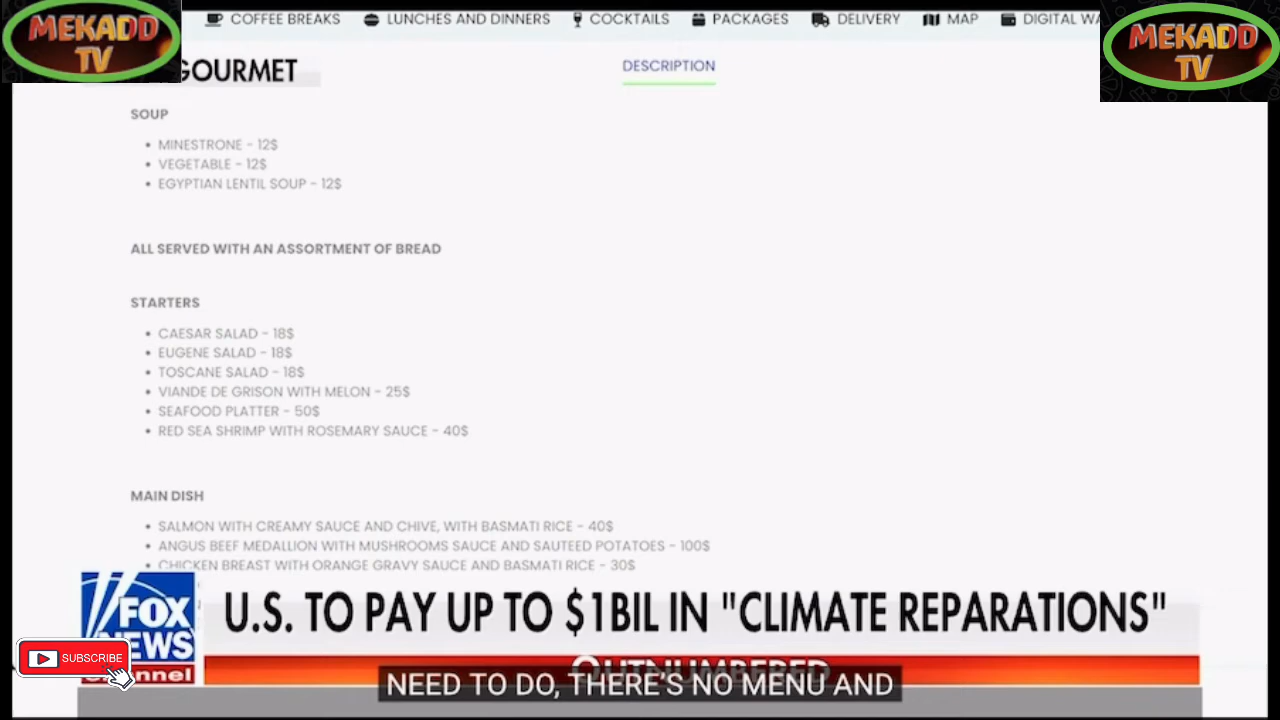 MEKADD
TV
COFFEE BREAKS LUNCHES AND DINNERS COCKTAILS PACKAGES DELIVERY MAP DIGITAL
MEKADD
TV
GOURMET
DESCRIPTION
SOUP
• MINESTRONE - 12$
• VEGETABLE - 12$
• EGYPTIAN LENTIL SOUP - 12$
ALL SERVED WITH AN ASSORTMENT OF BREAD
STARTERS
• CAESAR SALAD - 18$
• EUGENE SALAD - 18$
• TOSCANE SALAD - 18$
• VIANDE DE GRISON WITH MELON - 25$
• SEAFOOD PLATTER - 50$
• RED SEA SHRIMP WITH ROSEMARY SAUCE - 40$
MAIN DISH
• SALMON WITH CREAMY SAUCE AND CHIVE, WITH BASMATI RICE - 40$
• ANGUS BEEF MEDALLION WITH MUSHROOMS SAUCE AND SAUTEED POTATOES - 100$
• CHICKEN BREAST WITH ORANGE GRAVY SAUCE AND BASMATI RICE - 30$
FOX
NEWS
channel
U.S. TO PAY UP TO $1BIL IN "CLIMATE REPARATIONS"
OUTNUMBERED
SUBSCRIBE
NEED TO DO, THERE'S NO MENU AND